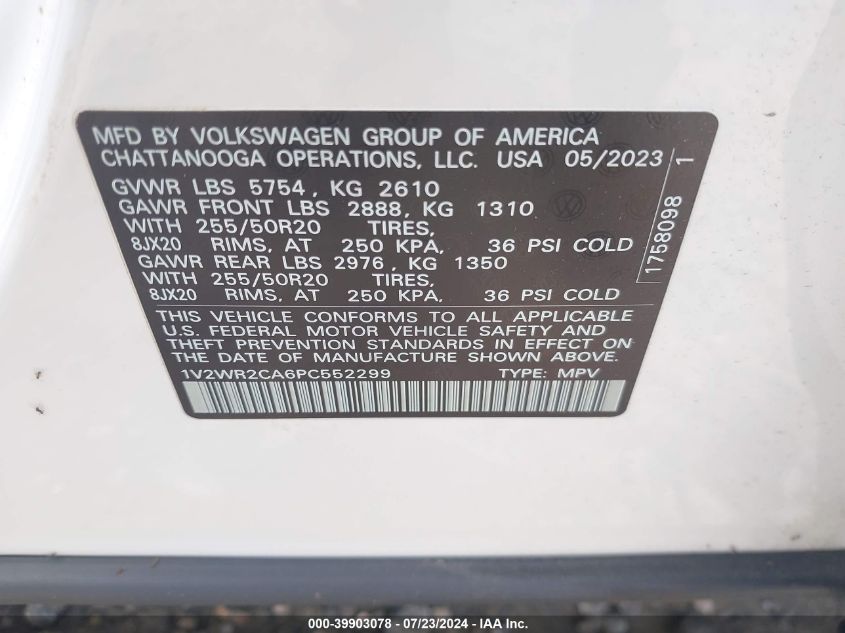 MFD BY VOLKSWAGEN GROUP OF AMERICA
CHATTANOOGA OPERATIONS, LLC. USA 05/2023
GVWR LBS 5754, KG 2610
GAWR FRONT LBS 2888, KG 1310
WITH 255/50R20 TIRES,
8JX20 RIMS, AT 250 KPA, 36 PSI COLD
GAWR REAR LBS 2976, KG 1350
WITH 255/50R20 TIRES,
8JX20 RIMS, AT 250 KPA, 36 PSI COLD
THIS VEHICLE CONFORMS TO ALL APPLICABLE
U.S. FEDERAL MOTOR VEHICLE SAFETY AND
THEFT PREVENTION STANDARDS IN EFFECT ON
THE DATE OF MANUFACTURE SHOWN ABOVE.
1V2WR2CA6PC552299 TYPE: MPV
1758098 1
000-39903078 - 07/23/2024 - IAA Inc.